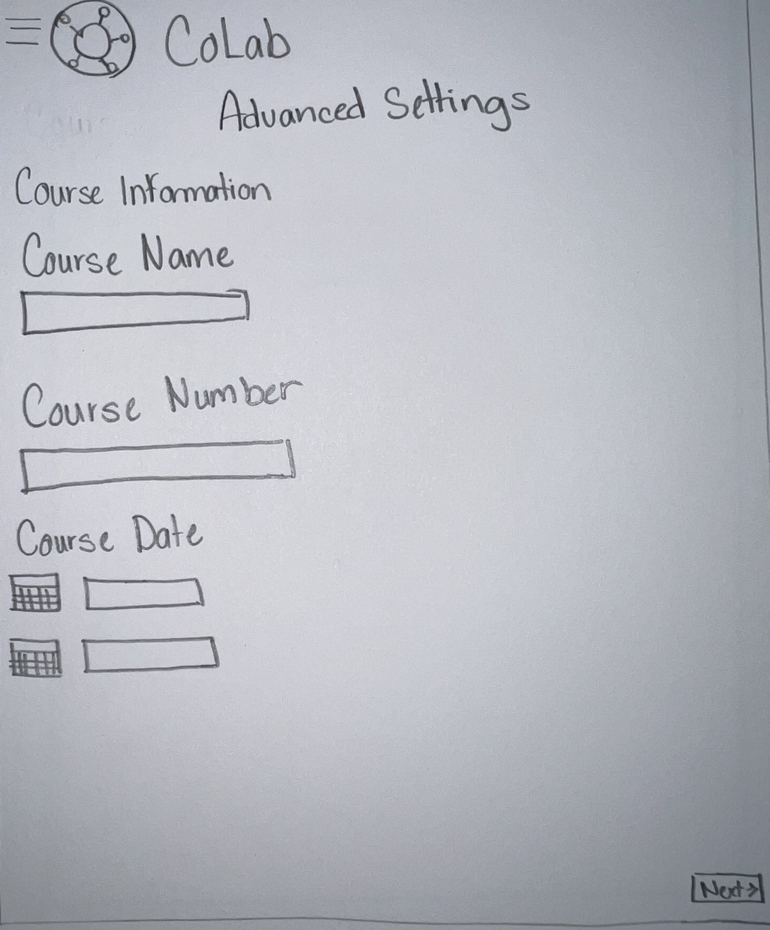 CoLab
Advanced Settings
Course Information
Course Name
Course Number
Course Date
Next->